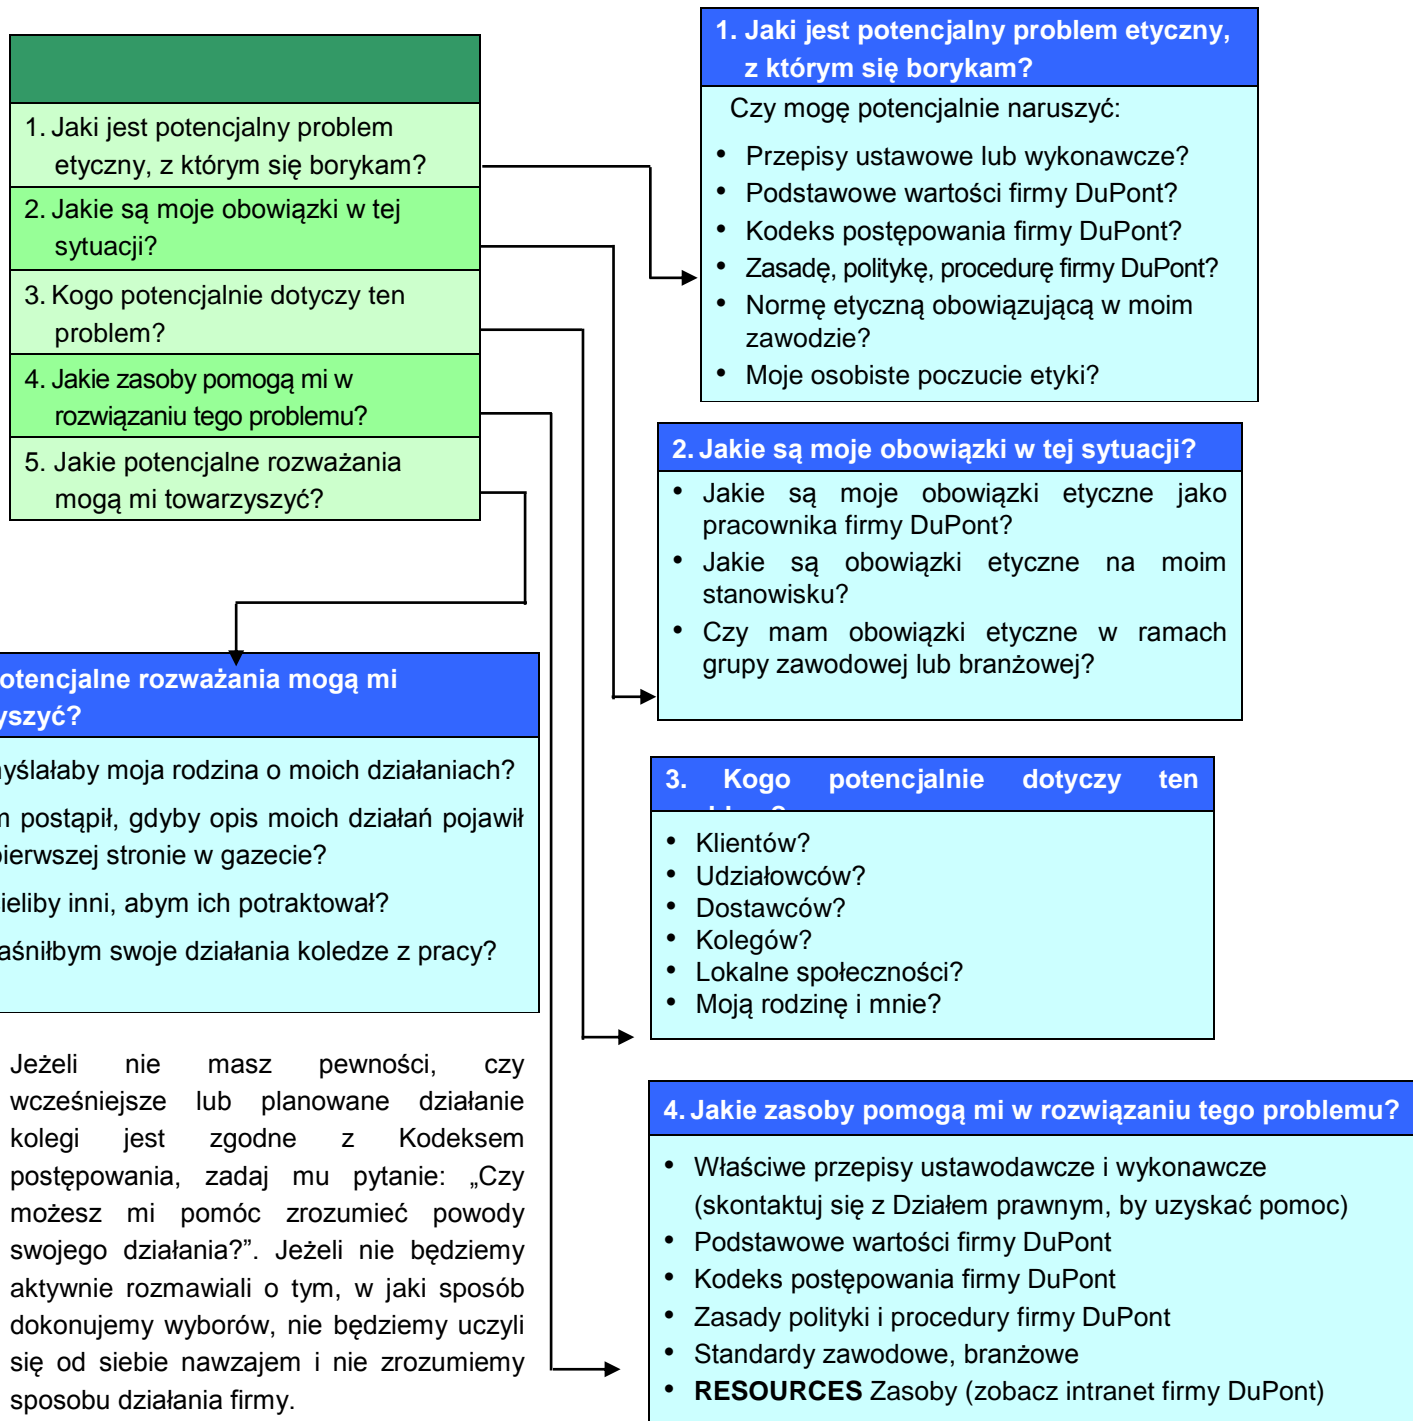 1. Jaki jest potencjalny problem
etyczny, z którym się borykam?
2. Jakie są moje obowiązki w tej
sytuacji?
3. Kogo potencjalnie dotyczy ten
problem?
4. Jakie zasoby pomogą mi w
rozwiązaniu tego problemu?
5. Jakie potencjalne rozważania
mogą mi towarzyszyć?
1. Jaki jest potencjalny problem etyczny,
z którym się borykam?
Czy mogę potencjalnie naruszyć:
• Przepisy ustawowe lub wykonawcze?
• Podstawowe wartości firmy DuPont?
• Kodeks postępowania firmy DuPont?
• Zasadę, politykę, procedurę firmy DuPont?
• Normę etyczną obowiązującą w moim
zawodzie?
• Moje osobiste poczucie etyki?
2. Jakie są moje obowiązki w tej sytuacji?
• Jakie są moje obowiązki etyczne jako
pracownika firmy DuPont?
• Jakie są obowiązki etyczne na moim
stanowisku?
• Czy mam obowiązki etyczne w ramach
grupy zawodowej lub branżowej?
3. Kogo potencjalnie dotyczy ten
• Klientów?
• Udziałowców?
• Dostawców?
• Kolegów?
• Lokalne społeczności?
• Moją rodzinę i mnie?
4. Jakie zasoby pomogą mi w rozwiązaniu tego problemu?
• Właściwe przepisy ustawodawcze i wykonawcze
(skontaktuj się z Działem prawnym, by uzyskać pomoc)
• Podstawowe wartości firmy DuPont
• Kodeks postępowania firmy DuPont
• Zasady polityki i procedury firmy DuPont
• Standardy zawodowe, branżowe
• RESOURCES Zasoby (zobacz intranet firmy DuPont)
otencjalne rozważania mogą mi
yszyć?
yślałaby moja rodzina o moich działaniach?
m postąpił, gdyby opis moich działań pojawił
pierwszej stronie w gazecie?
ieliby inni, abym ich potraktował?
aśniłbym swoje działania koledze z pracy?
Jeżeli nie masz pewności, czy
wcześniejsze lub planowane działanie
kolegi jest zgodne z Kodeksem
postępowania, zadaj mu pytanie: „Czy
możesz mi pomóc zrozumieć powody
swojego działania?”. Jeżeli nie będziemy
aktywnie rozmawiali o tym, w jaki sposób
dokonujemy wyborów, nie będziemy uczyli
się od siebie nawzajem i nie zrozumiemy
sposobu działania firmy.